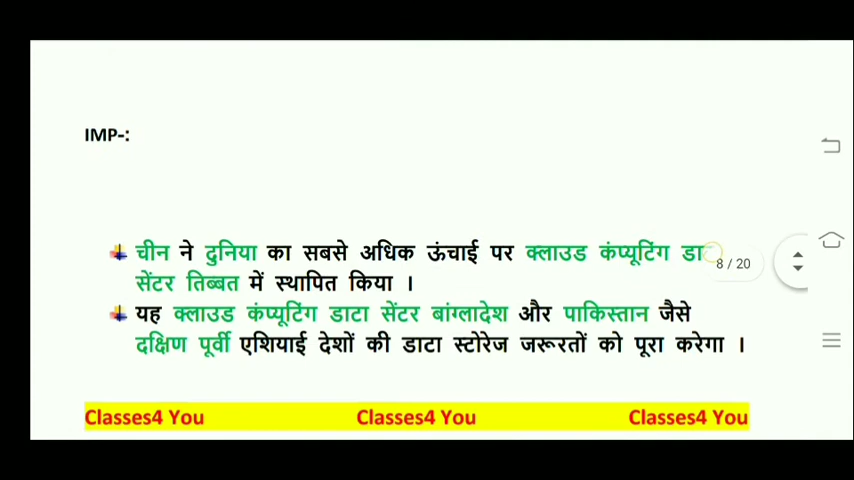 IMP-:
चीन ने दुनिया का सबसे अधिक ऊंचाई पर क्लाउड कंप्यूटिंग
8 / 20
सेंटर तिब्बत में स्थापित किया ।
यह क्लाउड कंप्यूटिंग डाटा सेंटर बांग्लादेश और पाकिस्तान जैसे
दक्षिण पूर्वी एशियाई देशों की डाटा स्टोरेज जरूरतों को पूरा करेगा ।
Classes4 You Classes4 You Classes4 You